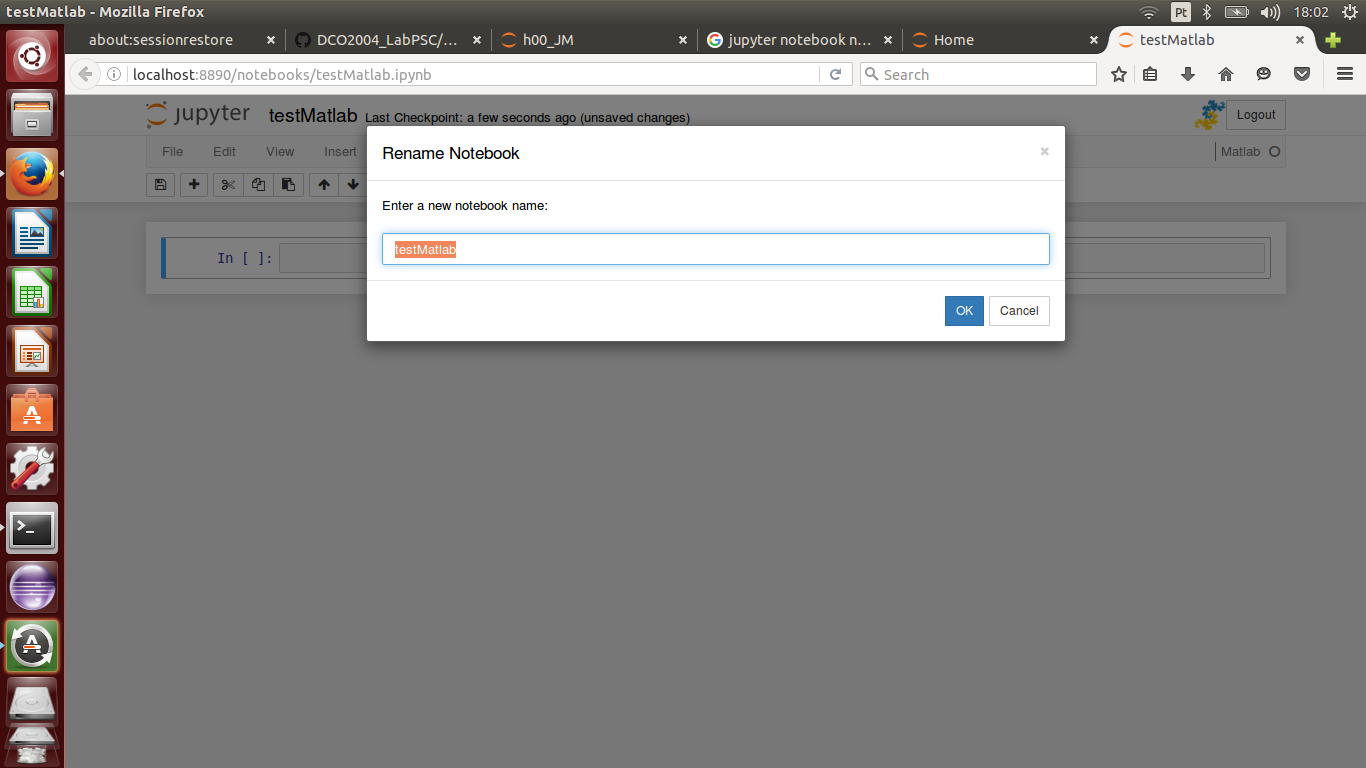 testMatlab - Mozilla Firefox
Pt
18:02
about:sessionrestore
DCO2004_LabPSC/...
h00_JM
jupyter notebook n...
Home
testMatlab
localhost:8890/notebooks/testMatlab.ipynb
Search
jupyter
testMatlab
Last Checkpoint: a few seconds ago (unsaved changes)
Logout
File
Edit
View
Insert
Matlab
Rename Notebook
Enter a new notebook name:
testMatlab
In [ ]:
OK
Cancel